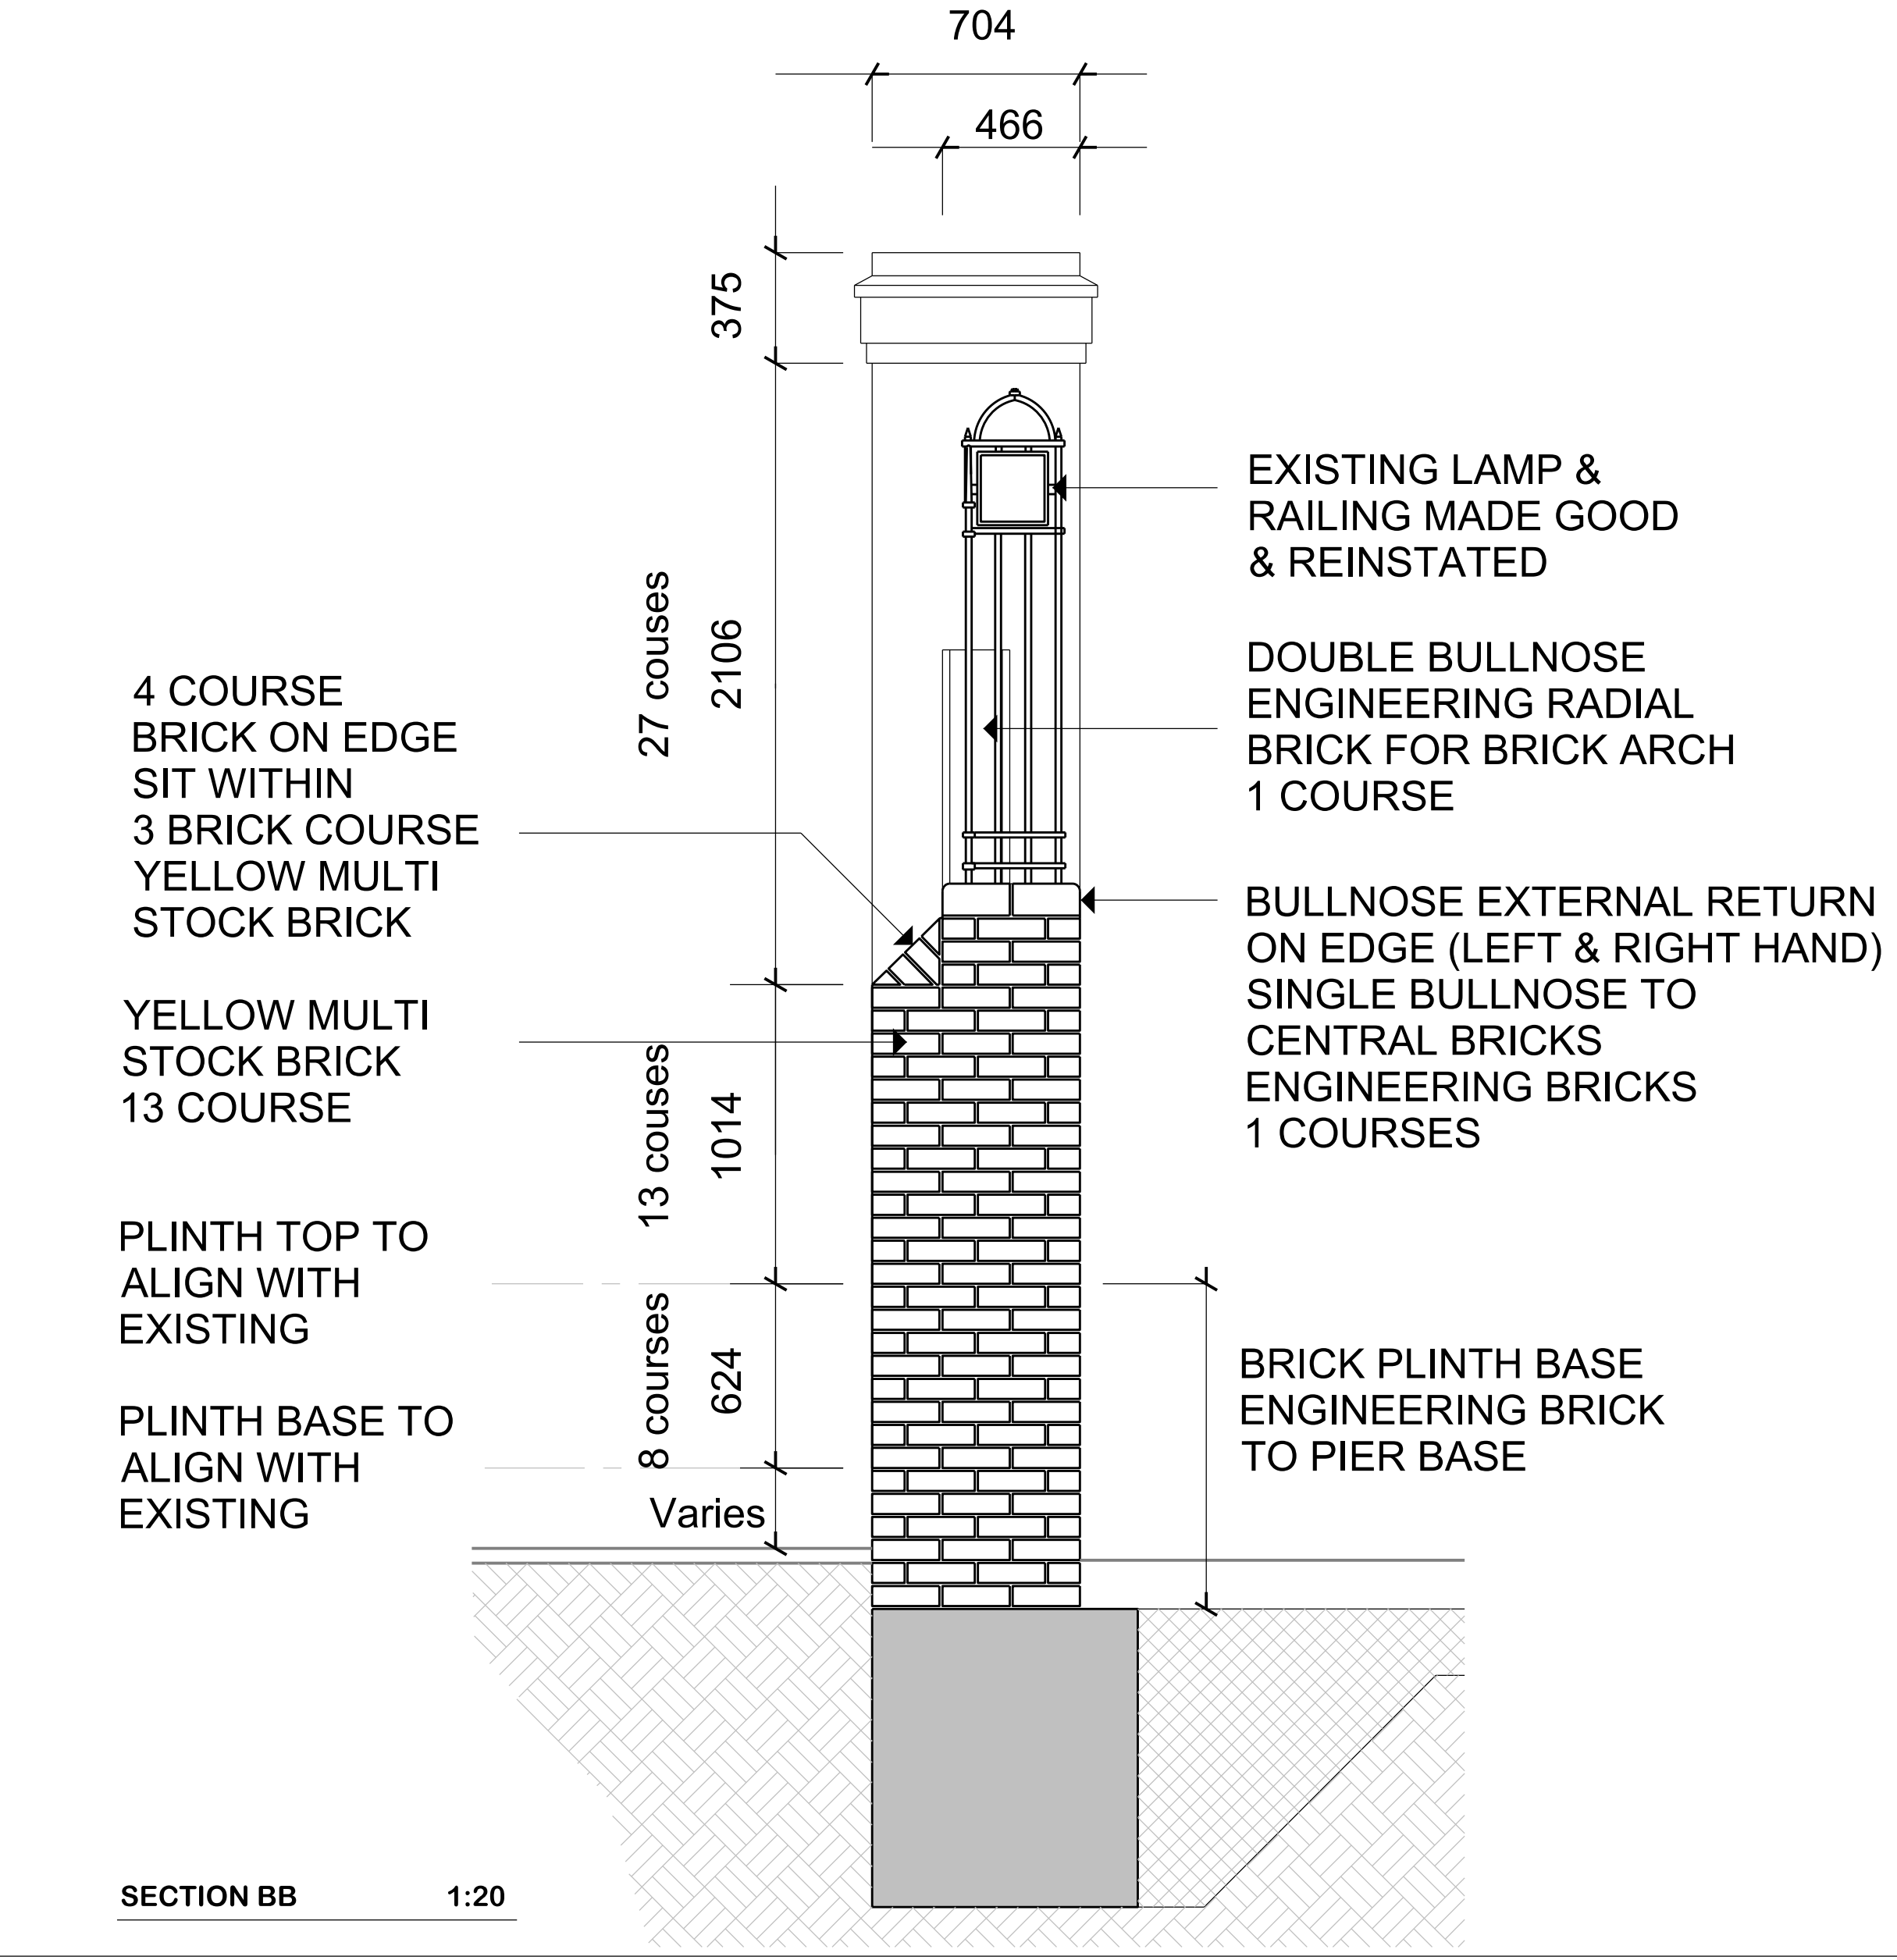 704
466
375
27 couses
2106
EXISTING LAMP &
RAILING MADE GOOD
& REINSTATED
DOUBLE BULLNOSE
ENGINEERING RADIAL
BRICK FOR BRICK ARCH
1 COURSE
4 COURSE
BRICK ON EDGE
SIT WITHIN
3 BRICK COURSE
YELLOW MULTI
STOCK BRICK
BULLNOSE EXTERNAL RETURN
ON EDGE (LEFT & RIGHT HAND)
SINGLE BULLNOSE TO
CENTRAL BRICKS
ENGINEERING BRICKS
1 COURSES
YELLOW MULTI
STOCK BRICK
13 COURSE
13 couses
1014
PLINTH TOP TO
ALIGN WITH
EXISTING
8 courses
624
BRICK PLINTH BASE
ENGINEERING BRICK
TO PIER BASE
PLINTH BASE TO
ALIGN WITH
EXISTING
Varies
SECTION BB 1:20